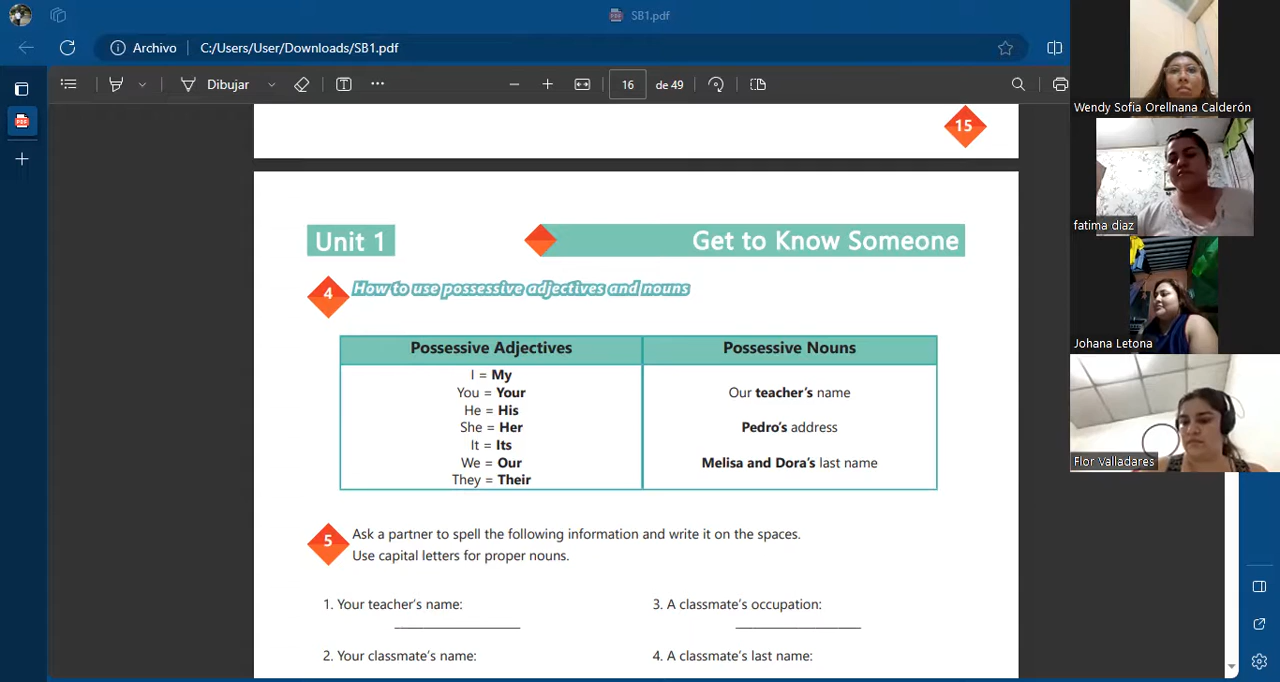 SB1.pdf
Archivo C:/Users/User/Downloads/SB1.pdf
Dibujar 16 de 49
15
Unit 1 Get to Know Someone
4 How to use possessive adjectives and nouns
Possessive Adjectives Possessive Nouns
I = My
You = Your
He = His
She = Her
It = Its
We = Our
They = Their
Our teacher's name
Pedro's address
Melisa and Dora's last name
5 Ask a partner to spell the following information and write it on the spaces.
Use capital letters for proper nouns.
1. Your teacher's name:
3. A classmate's occupation:
2. Your classmate's name:
4. A classmate's last name:
Wendy Sofía Orellnana Calderón
fatima diaz
Johana Letona
Flor Valladares